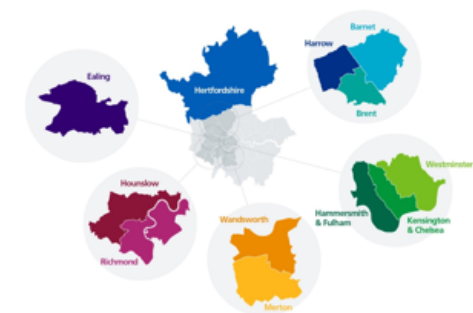 Barnet
Harrow
Brent
Ealing
Hertfordshire
Westminster
Hammersmith
& Fulham
Kensington
& Chelsea
Hounslow
Richmond
Wandsworth
Merton